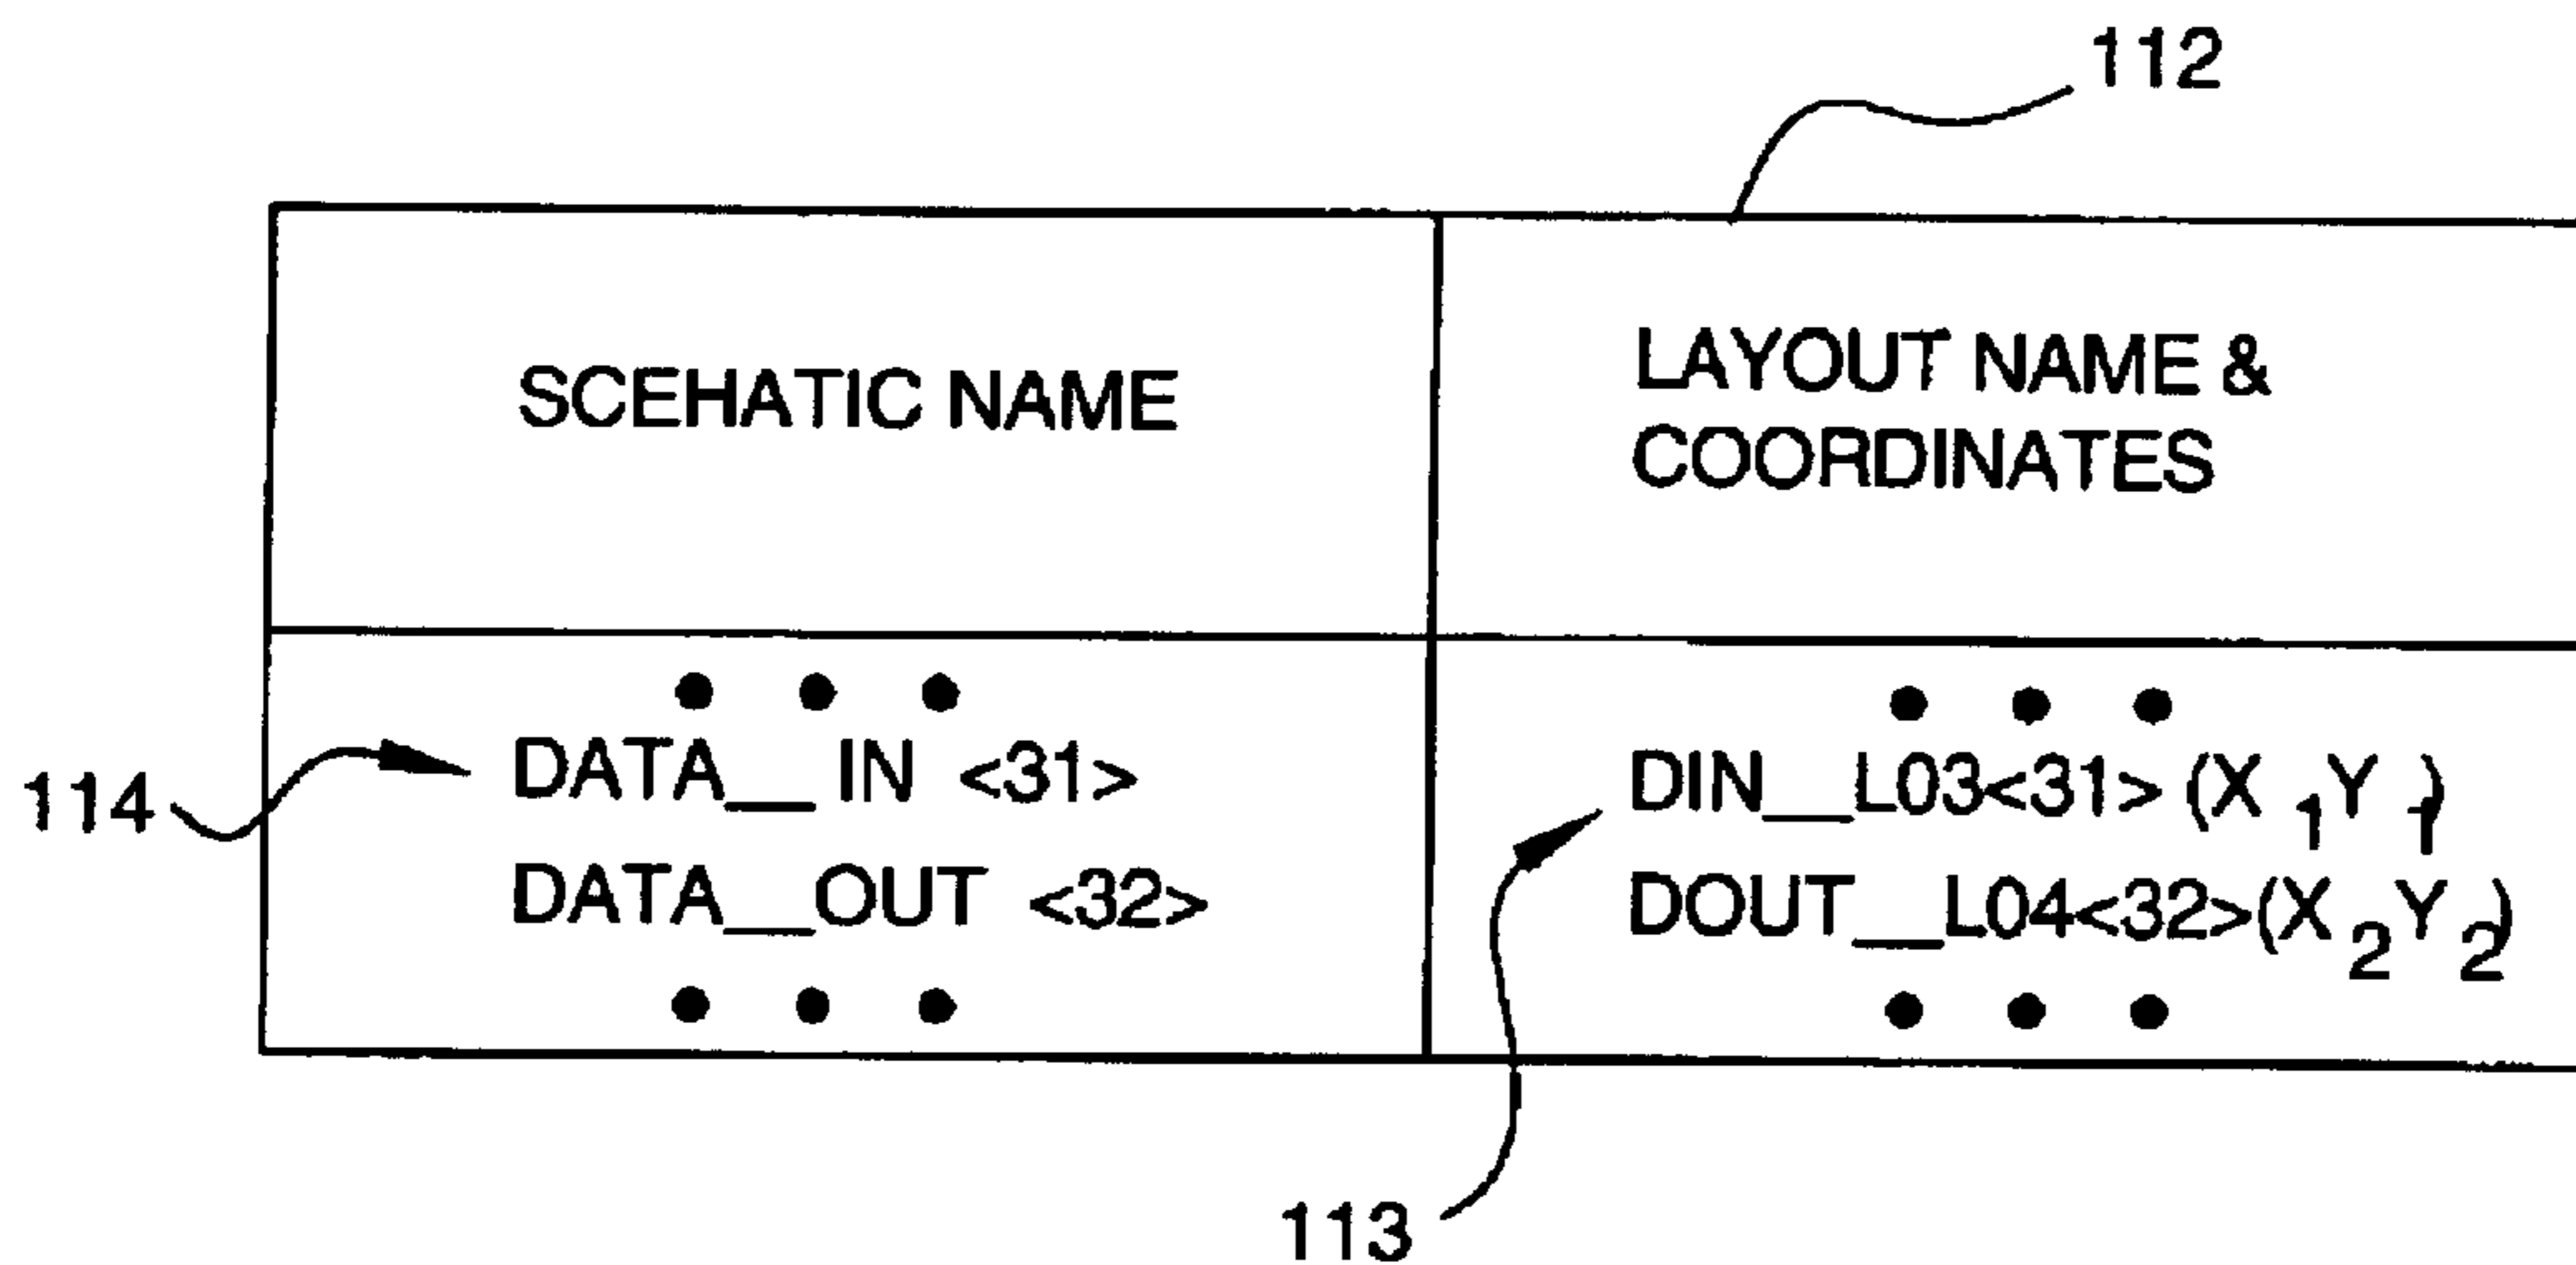 112
SCEHATIC NAME
LAYOUT NAME &
COORDINATES
114
DATA__IN <31>
DIN__L03<31> (X₁Y₁)
DATA__OUT <32>
DOUT__L04<32>(X₂Y₂)
113